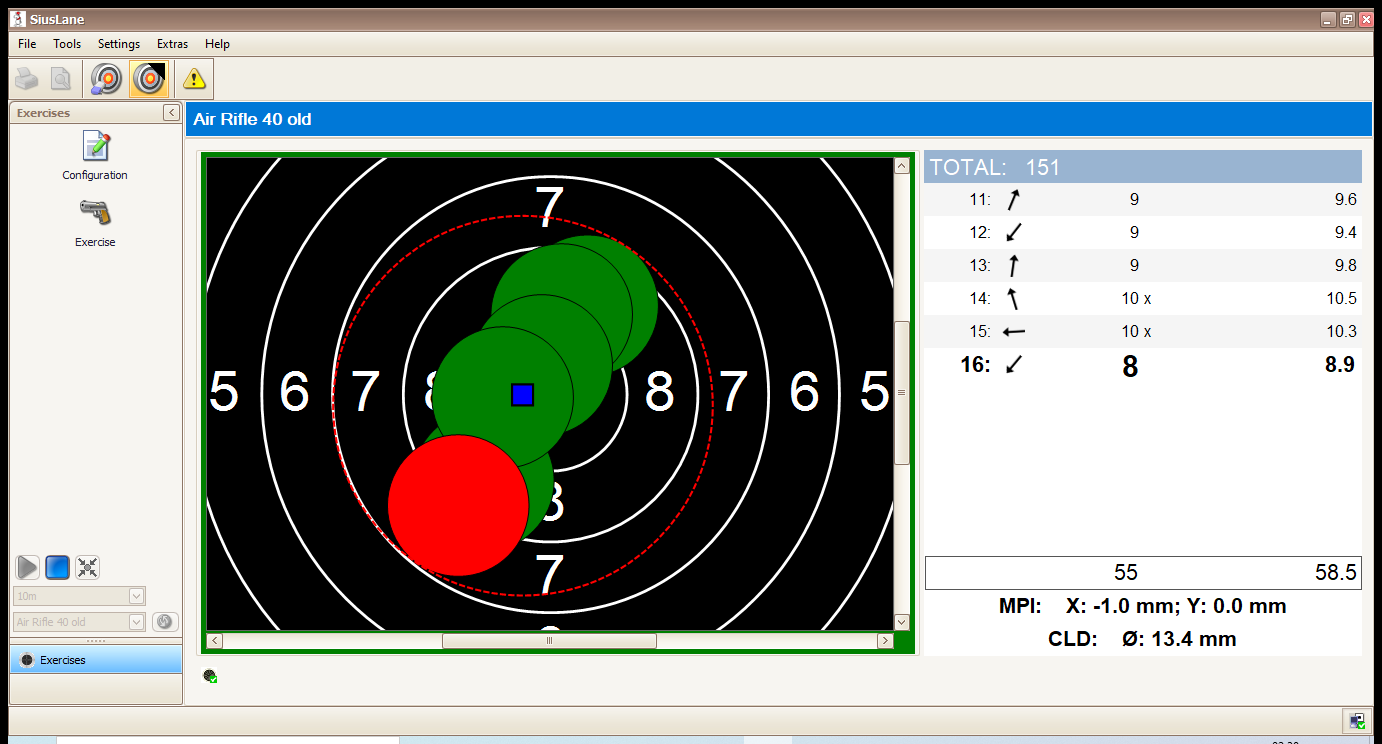 SiusLane
File Tools Settings Extras Help
Exercises
Configuration
Exercise
10m
Air Rifle 40 old
Exercises
Air Rifle 40 old
7
5 6 7 8 8 7 6 5
7
TOTAL: 151
11: 9 9.6
12: 9 9.4
13: 9 9.8
14: 10 x 10.5
15: 10 x 10.3
16: 8 8.9
55 58.5
MPI: X: -1.0 mm; Y: 0.0 mm
CLD: Ø: 13.4 mm